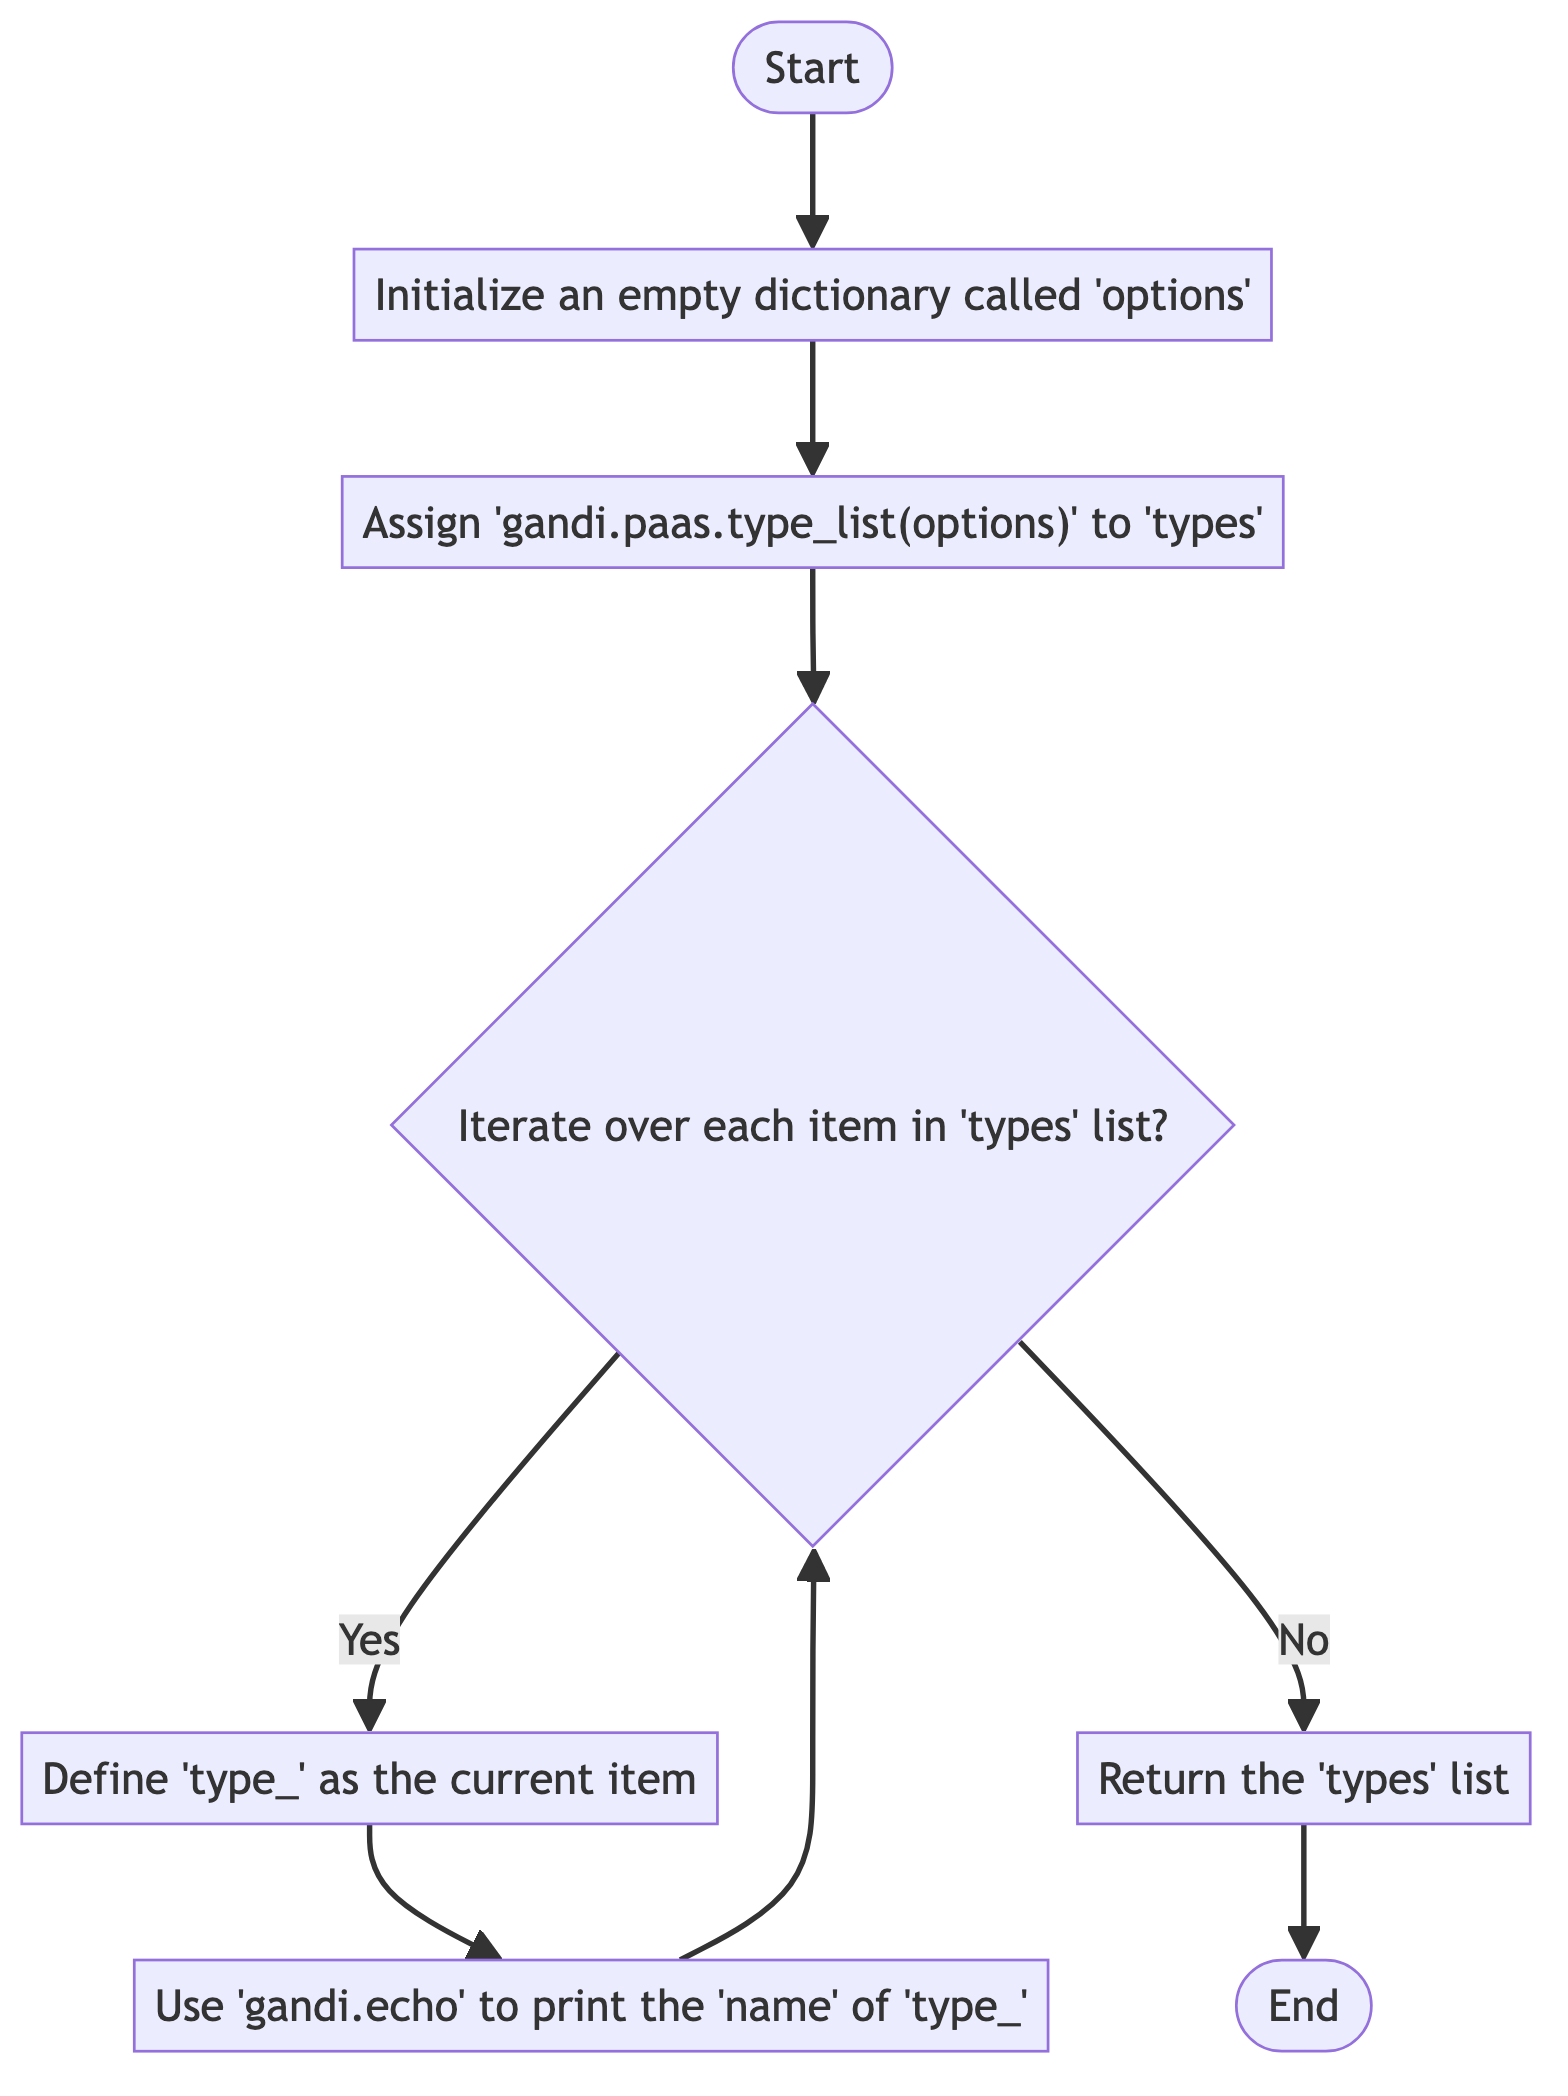 Start
Initialize an empty dictionary called 'options'
Assign 'gandi.paas.type_list(options)' to 'types'
Iterate over each item in 'types' list?
Yes
No
Define 'type_' as the current item
Return the 'types' list
Use 'gandi.echo' to print the 'name' of 'type_'
End